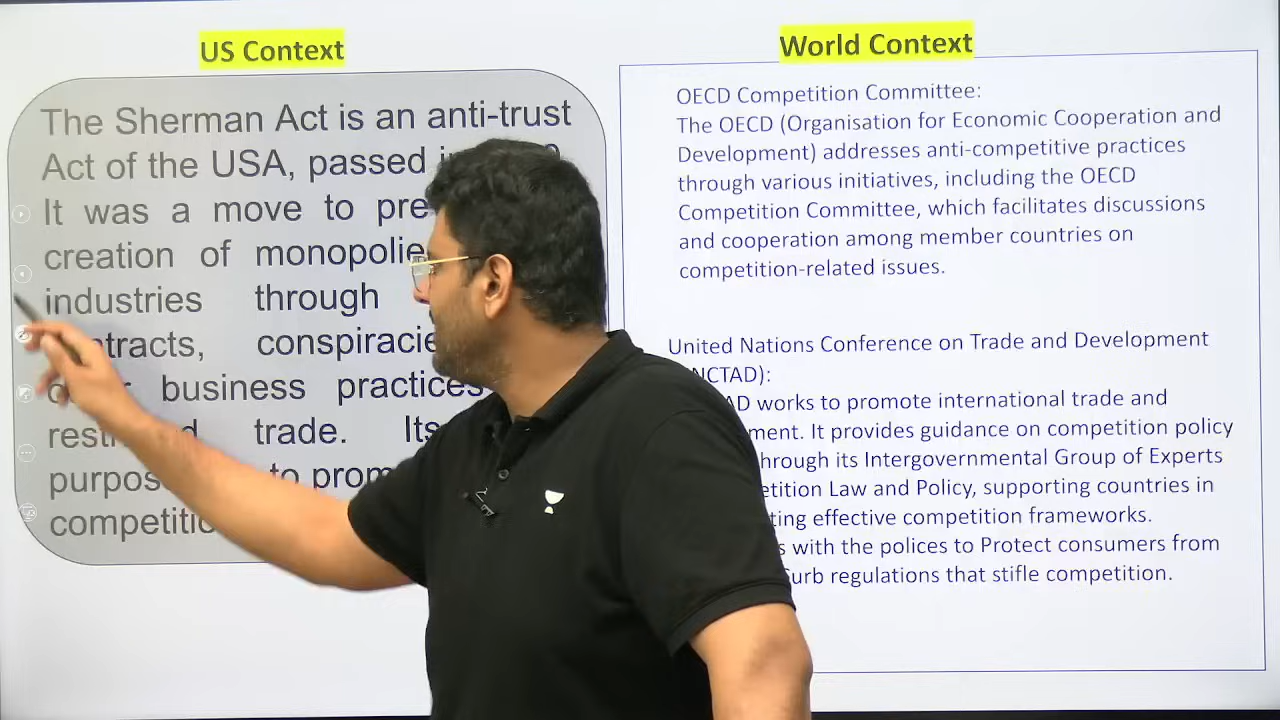 US Context
The Sherman Act is an anti-trust
Act of the USA, passed
It was a move to pre
creation of monopolie
industries through
tracts, conspiracie
business practices
trade. Its
purpos to prom
competitio
World Context
OECD Competition Committee:
The OECD (Organisation for Economic Cooperation and
Development) addresses anti-competitive practices
through various initiatives, including the OECD
Competition Committee, which facilitates discussions
and cooperation among member countries on
competition-related issues.
United Nations Conference on Trade and Development
NCTAD):
AD works to promote international trade and
ment. It provides guidance on competition policy
hrough its Intergovernmental Group of Experts
etition Law and Policy, supporting countries in
ting effective competition frameworks.
s with the polices to Protect consumers from
urb regulations that stifle competition.